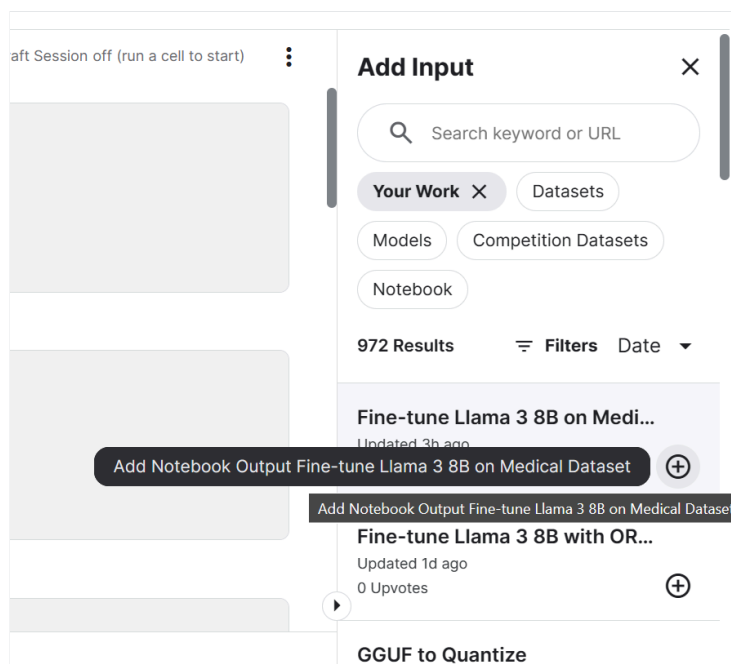 aft Session off (run a cell to start)
Add Input
Search keyword or URL
Your Work
Datasets
Models
Competition Datasets
Notebook
972 Results
Filters
Date
Fine-tune Llama 3 8B on Medi...
Updated 3h ago
Add Notebook Output Fine-tune Llama 3 8B on Medical Dataset
Add Notebook Output Fine-tune Llama 3 8B on Medical Dataset
Fine-tune Llama 3 8B with OR...
Updated 1d ago
0 Upvotes
GGUF to Quantize